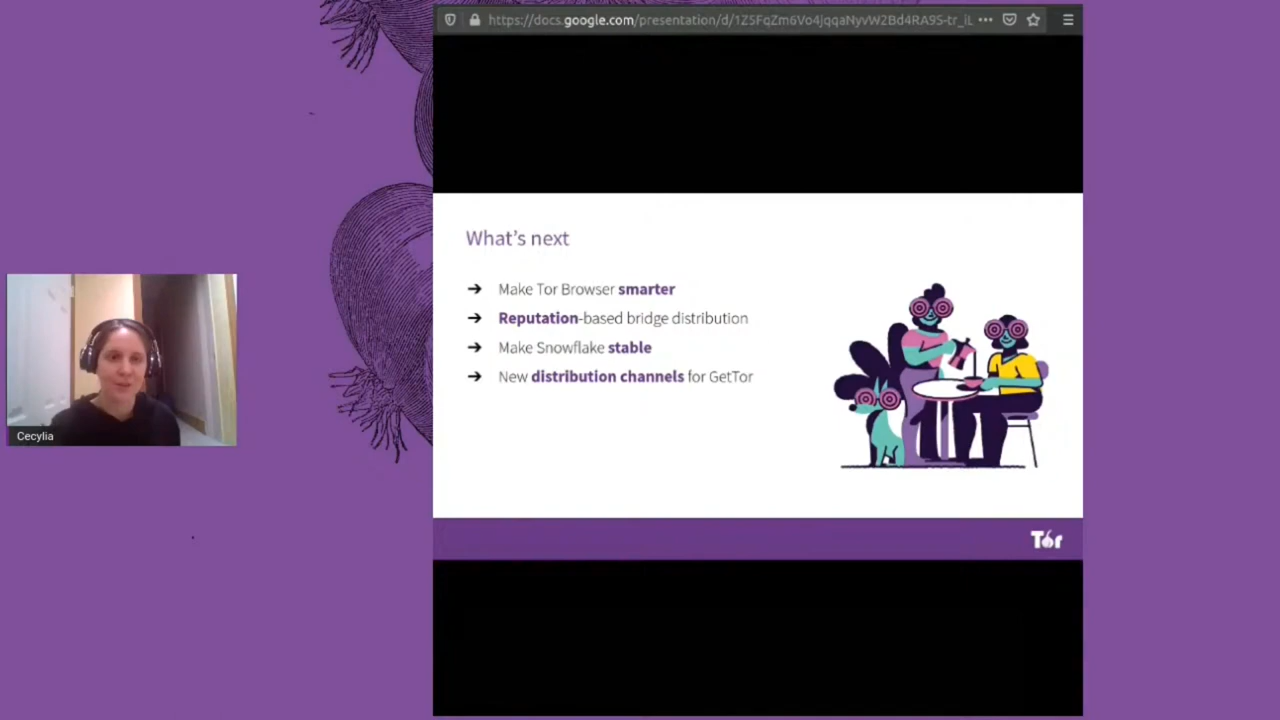 https://docs.google.com/presentation/d/1Z5FqZm6Vo4jqqaNyvW2Bd4RA9S-tr_iL
What's next
➔ Make Tor Browser smarter
➔ Reputation-based bridge distribution
➔ Make Snowflake stable
➔ New distribution channels for GetTor
Cecylia
Tor